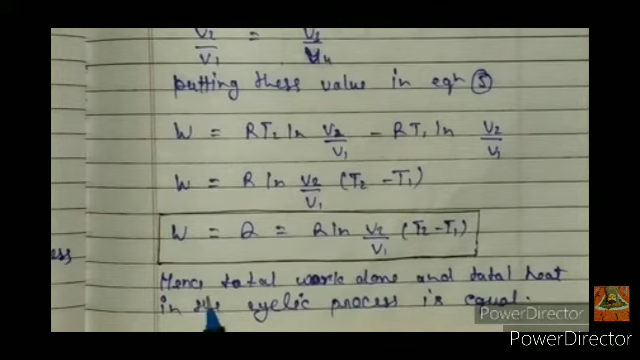 V2/V1 = V3/V4
putting these value in eqn ⑤
W = RT2 ln V2/V1 - RT1 ln V2/V1
W = R ln V2/V1 (T2 - T1)
W = Q = R ln V2/V1 (T2 - T1)
ess
Hence total work done and total heat
in the cyclic process is equal.
PowerDirector
PowerDirector